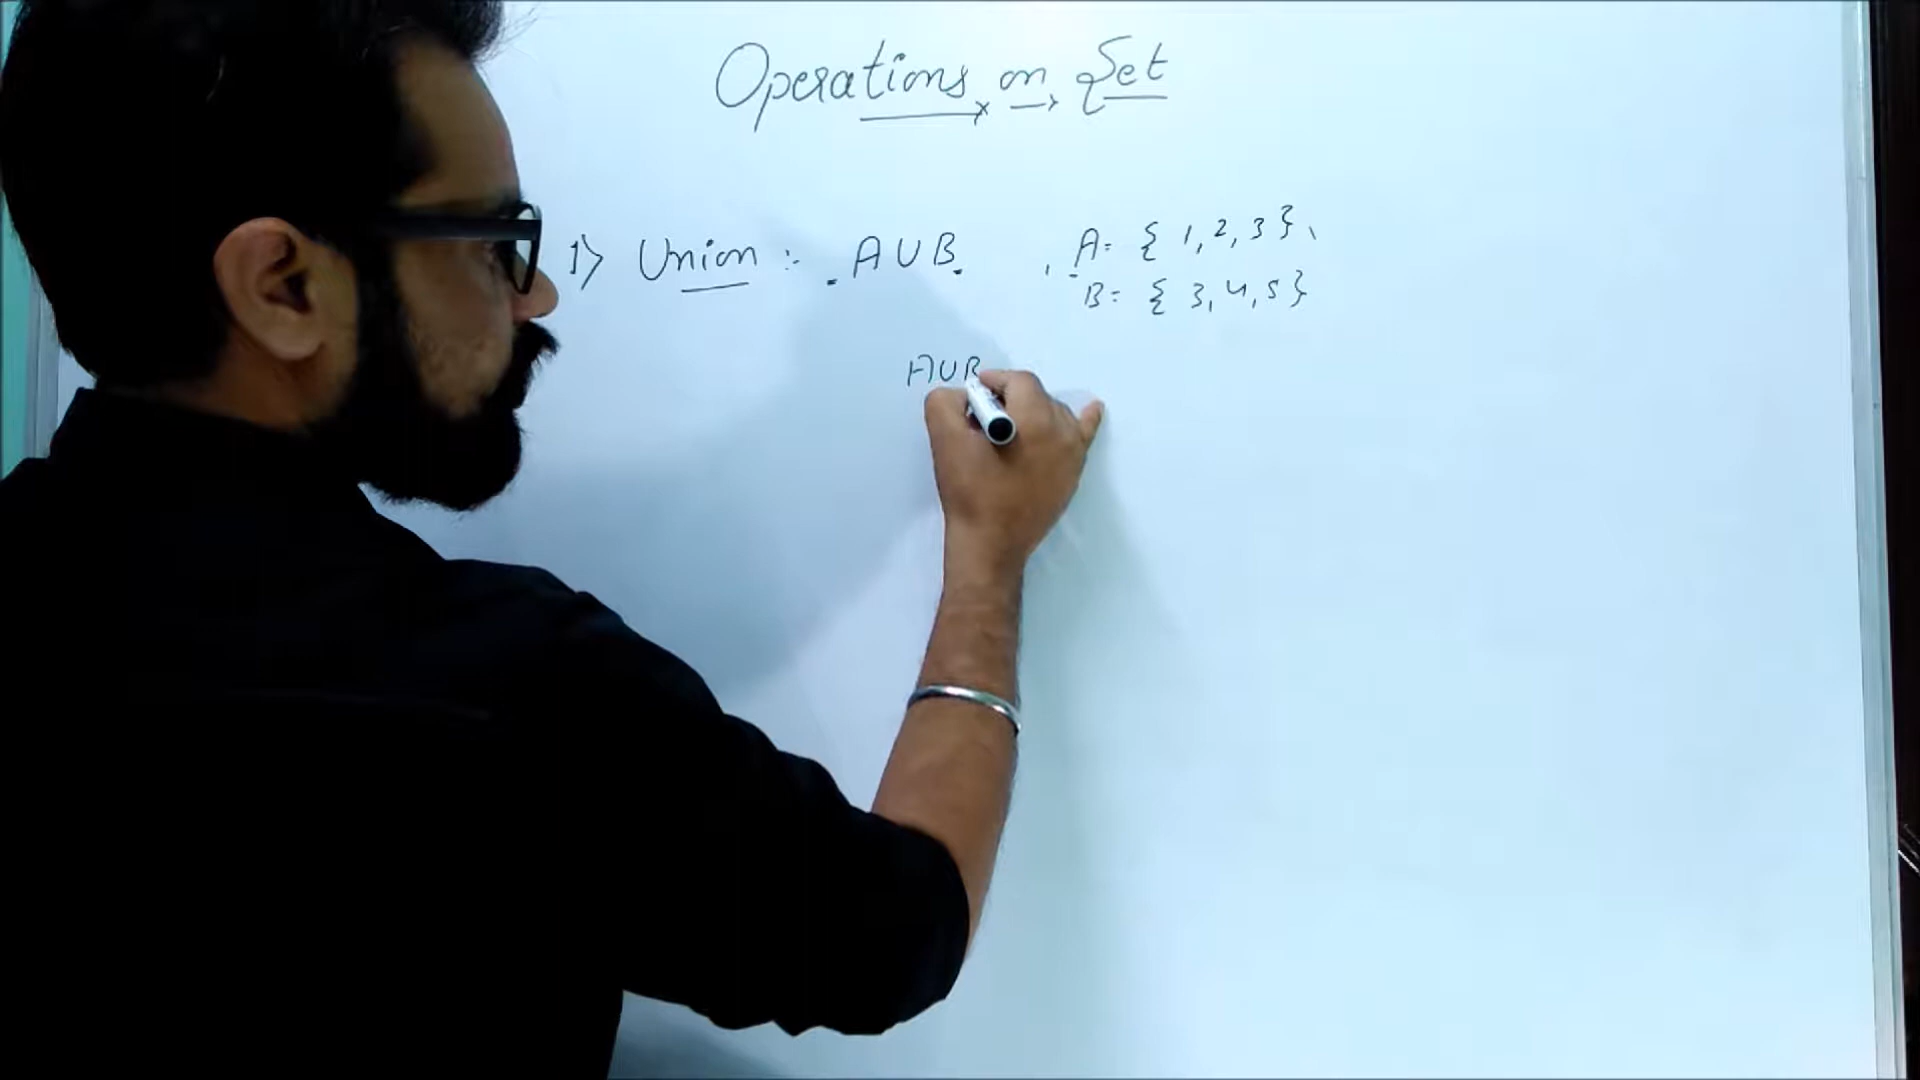 Operations on Set
1) Union :- A U B , A = { 1, 2, 3 } ,
B = { 3, 4, 5 }
A U B